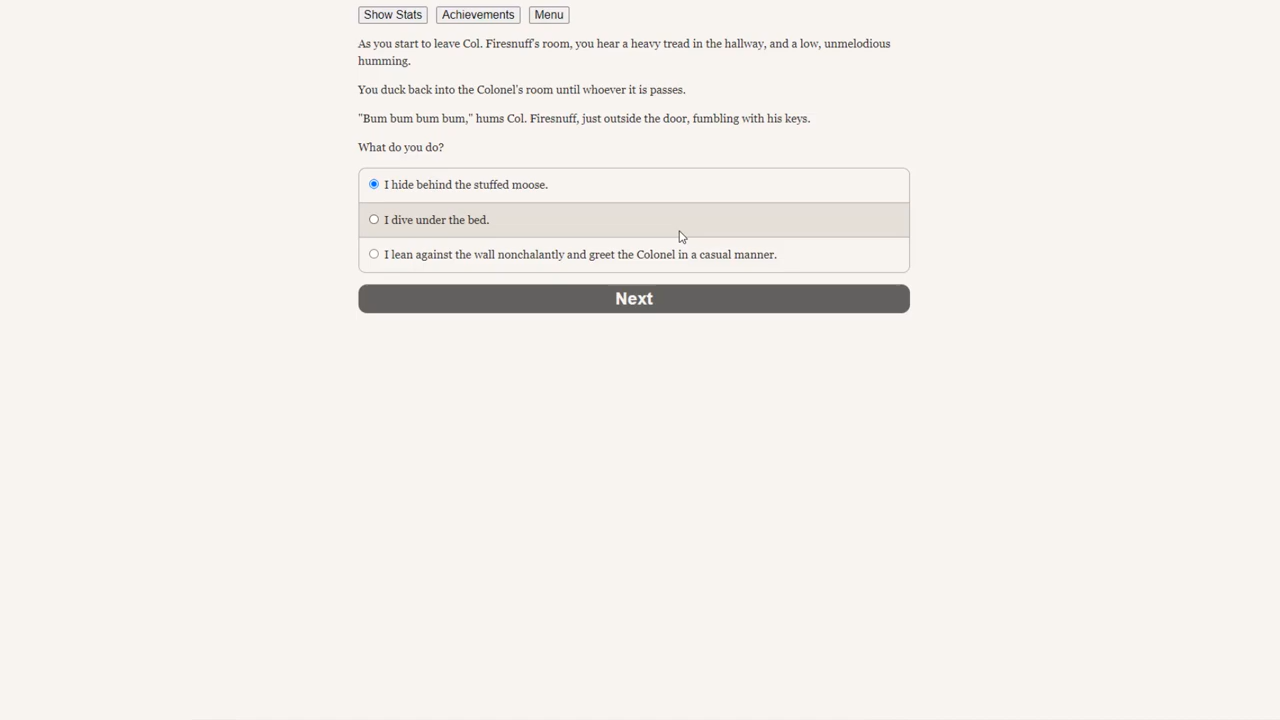 Show Stats Achievements Menu
As you start to leave Col. Firesnuff's room, you hear a heavy tread in the hallway, and a low, unmelodious
humming.
You duck back into the Colonel's room until whoever it is passes.
"Bum bum bum bum," hums Col. Firesnuff, just outside the door, fumbling with his keys.
What do you do?
I hide behind the stuffed moose.
I dive under the bed.
I lean against the wall nonchalantly and greet the Colonel in a casual manner.
Next